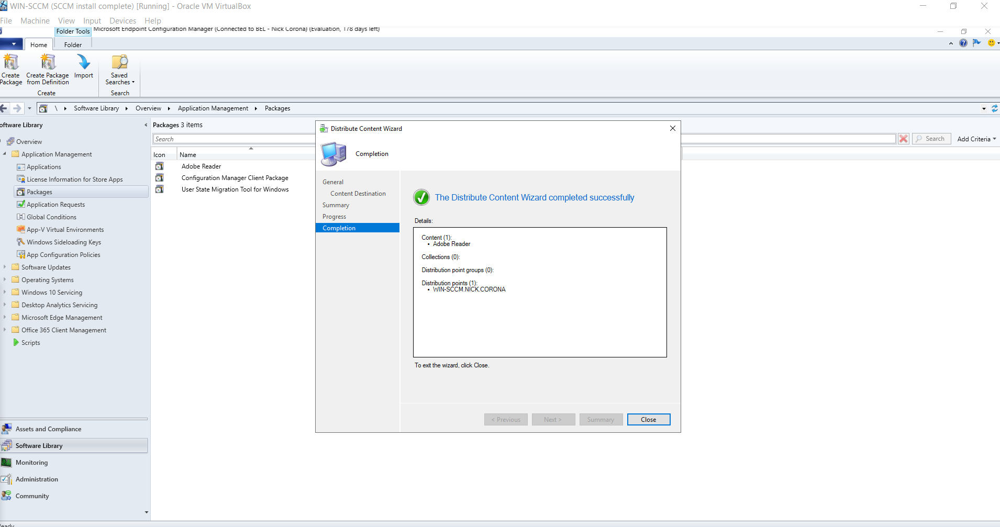 WIN-SCCM (SCCM install complete) [Running] - Oracle VM VirtualBox
File Machine View Input Devices Help
Folder Tools Microsoft Endpoint Configuration Manager (Connected to BEL - Nick Corona) (Evaluation, 178 days left)
Home Folder
Create Package
Create Package from Definition
Import
Saved Searches
Create
Search
\ Software Library Overview Application Management Packages
oftware Library
Overview
Application Management
Applications
License Information for Store Apps
Packages
Application Requests
Global Conditions
App-V Virtual Environments
Windows Sideloading Keys
App Configuration Policies
Software Updates
Operating Systems
Windows 10 Servicing
Desktop Analytics Servicing
Microsoft Edge Management
Office 365 Client Management
Scripts
Assets and Compliance
Software Library
Monitoring
Administration
Community
Packages 3 items
Search
Search Add Criteria
Icon Name
Adobe Reader
Configuration Manager Client Package
User State Migration Tool for Windows
Distribute Content Wizard
Completion
General
Content Destination
Summary
Progress
Completion
The Distribute Content Wizard completed successfully
Details:
Content (1):
• Adobe Reader
Collections (0):
Distribution point groups (0):
Distribution points (1):
• WIN-SCCM.NICK.CORONA
To exit the wizard, click Close.
< Previous Next > Summary Close